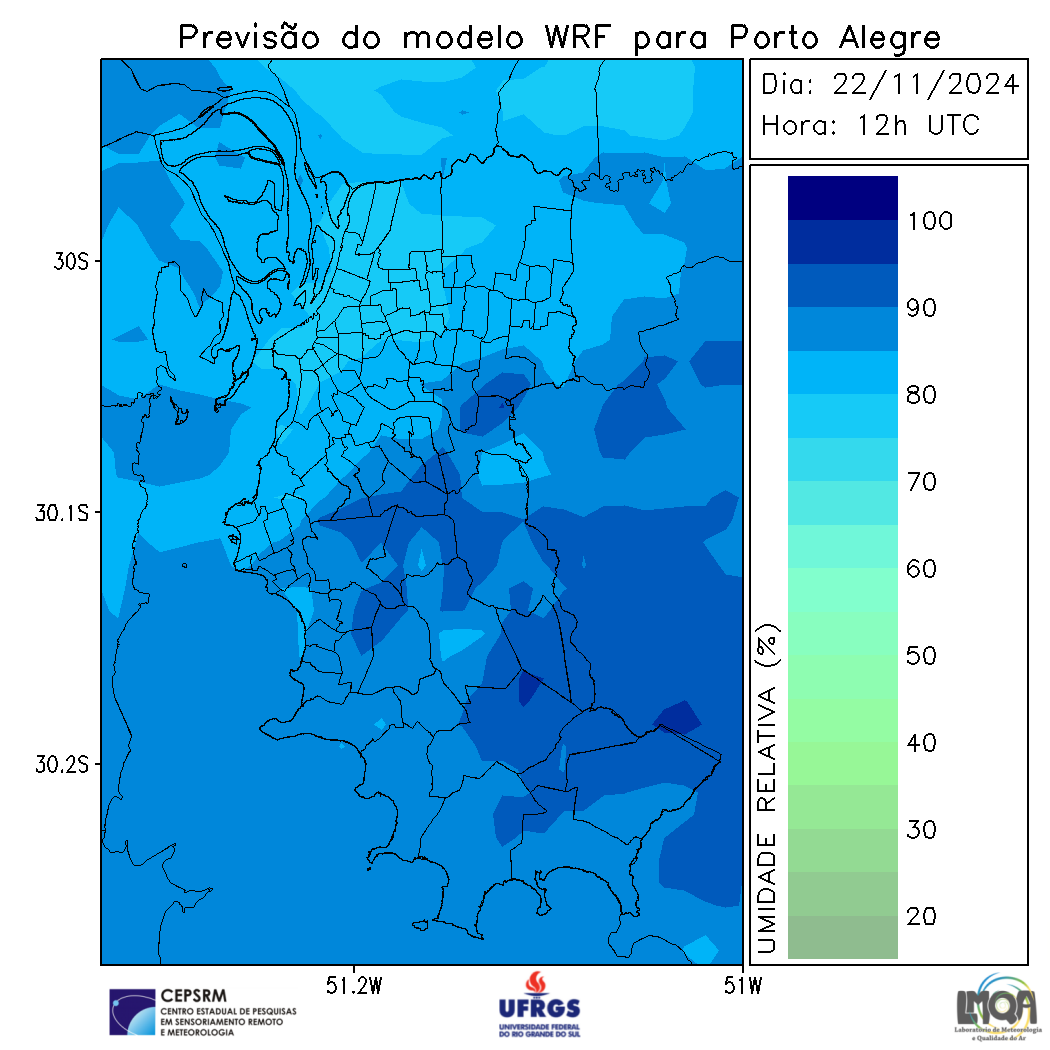 Previsão do modelo WRF para Porto Alegre
Dia: 22/11/2024
Hora: 12h UTC
100
90
80
70
60
50
40
30
20
UMIDADE RELATIVA (%)
30S
30.1S
30.2S
51.2W
51W
CEPSRM
CENTRO ESTADUAL DE PESQUISAS
EM SENSORIAMENTO REMOTO
E METEOROLOGIA
UFRGS
UNIVERSIDADE FEDERAL
DO RIO GRANDE DO SUL
LMQA
Laboratório de Meteorologia
e Qualidade do Ar